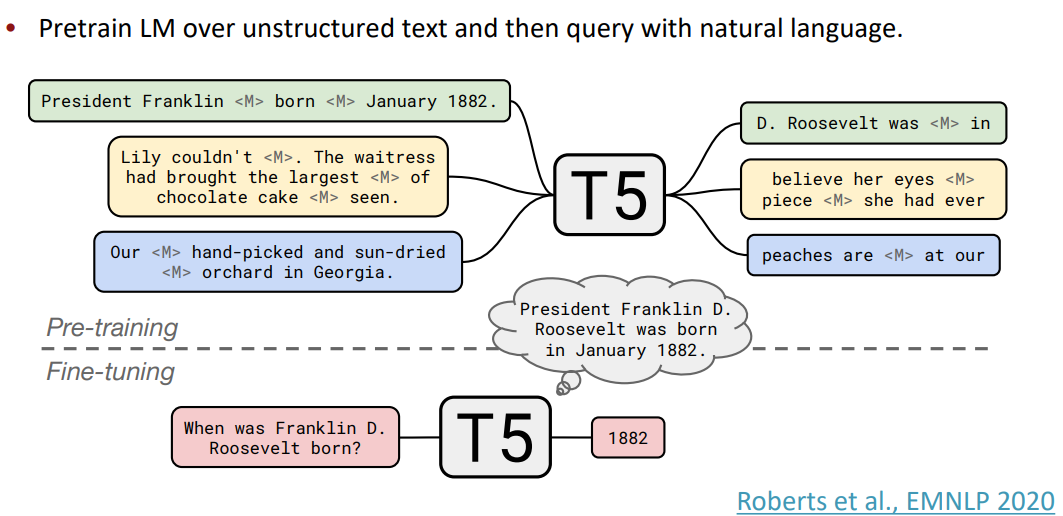 • Pretrain LM over unstructured text and then query with natural language.
President Franklin <M> born <M> January 1882.
Lily couldn't <M>. The waitress
had brought the largest <M> of
chocolate cake <M> seen.
Our <M> hand-picked and sun-dried
<M> orchard in Georgia.
T5
D. Roosevelt was <M> in
believe her eyes <M>
piece <M> she had ever
peaches are <M> at our
President Franklin D.
Roosevelt was born
in January 1882.
Pre-training
Fine-tuning
When was Franklin D.
Roosevelt born?
T5
1882
Roberts et al., EMNLP 2020